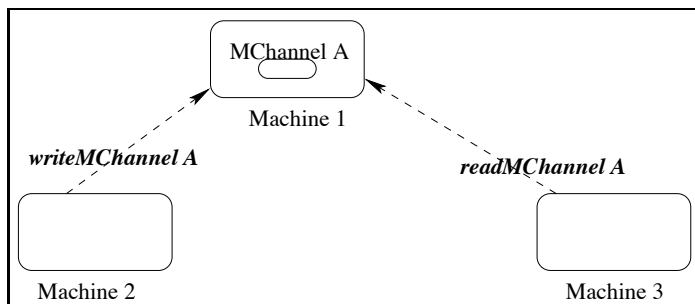 MChannel A
Machine 1
writeMChannel A
readMChannel A
Machine 2
Machine 3